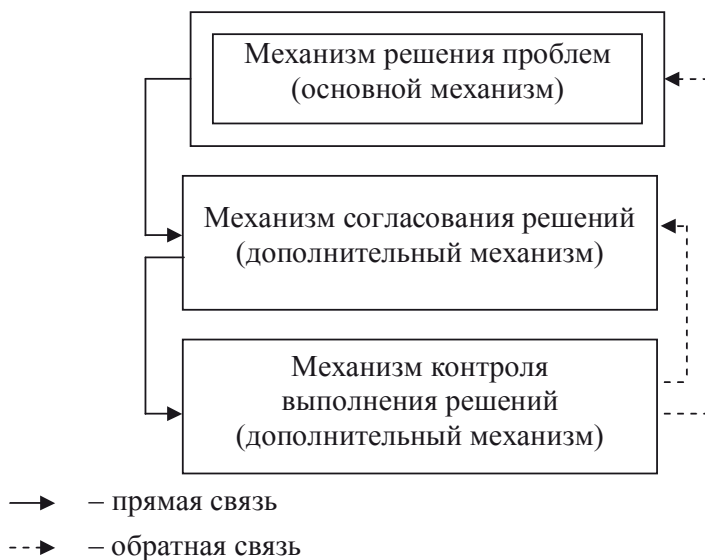 Механизм решения проблем
(основной механизм)
Механизм согласования решений
(дополнительный механизм)
Механизм контроля
выполнения решений
(дополнительный механизм)
– прямая связь
– обратная связь